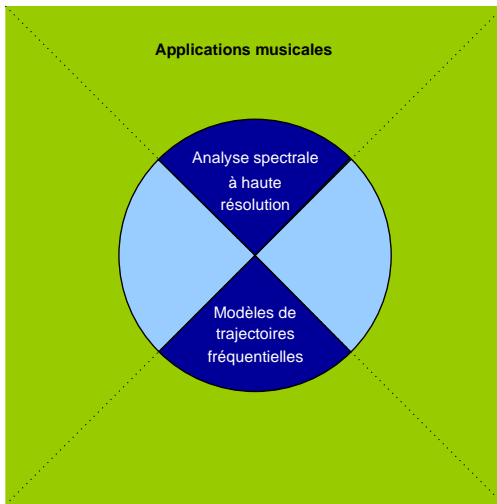 Applications musicales
Analyse spectrale
à haute
résolution
Modèles de
trajectoires
fréquentielles